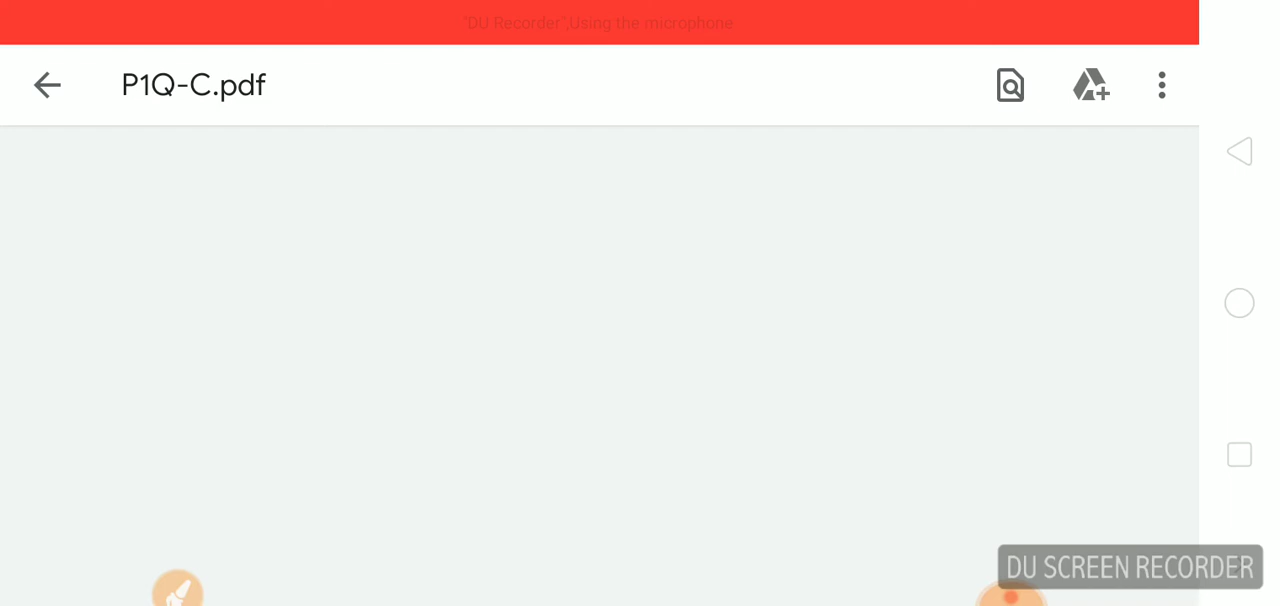 "DU Recorder",Using the microphone
P1Q-C.pdf
DU SCREEN RECORDER